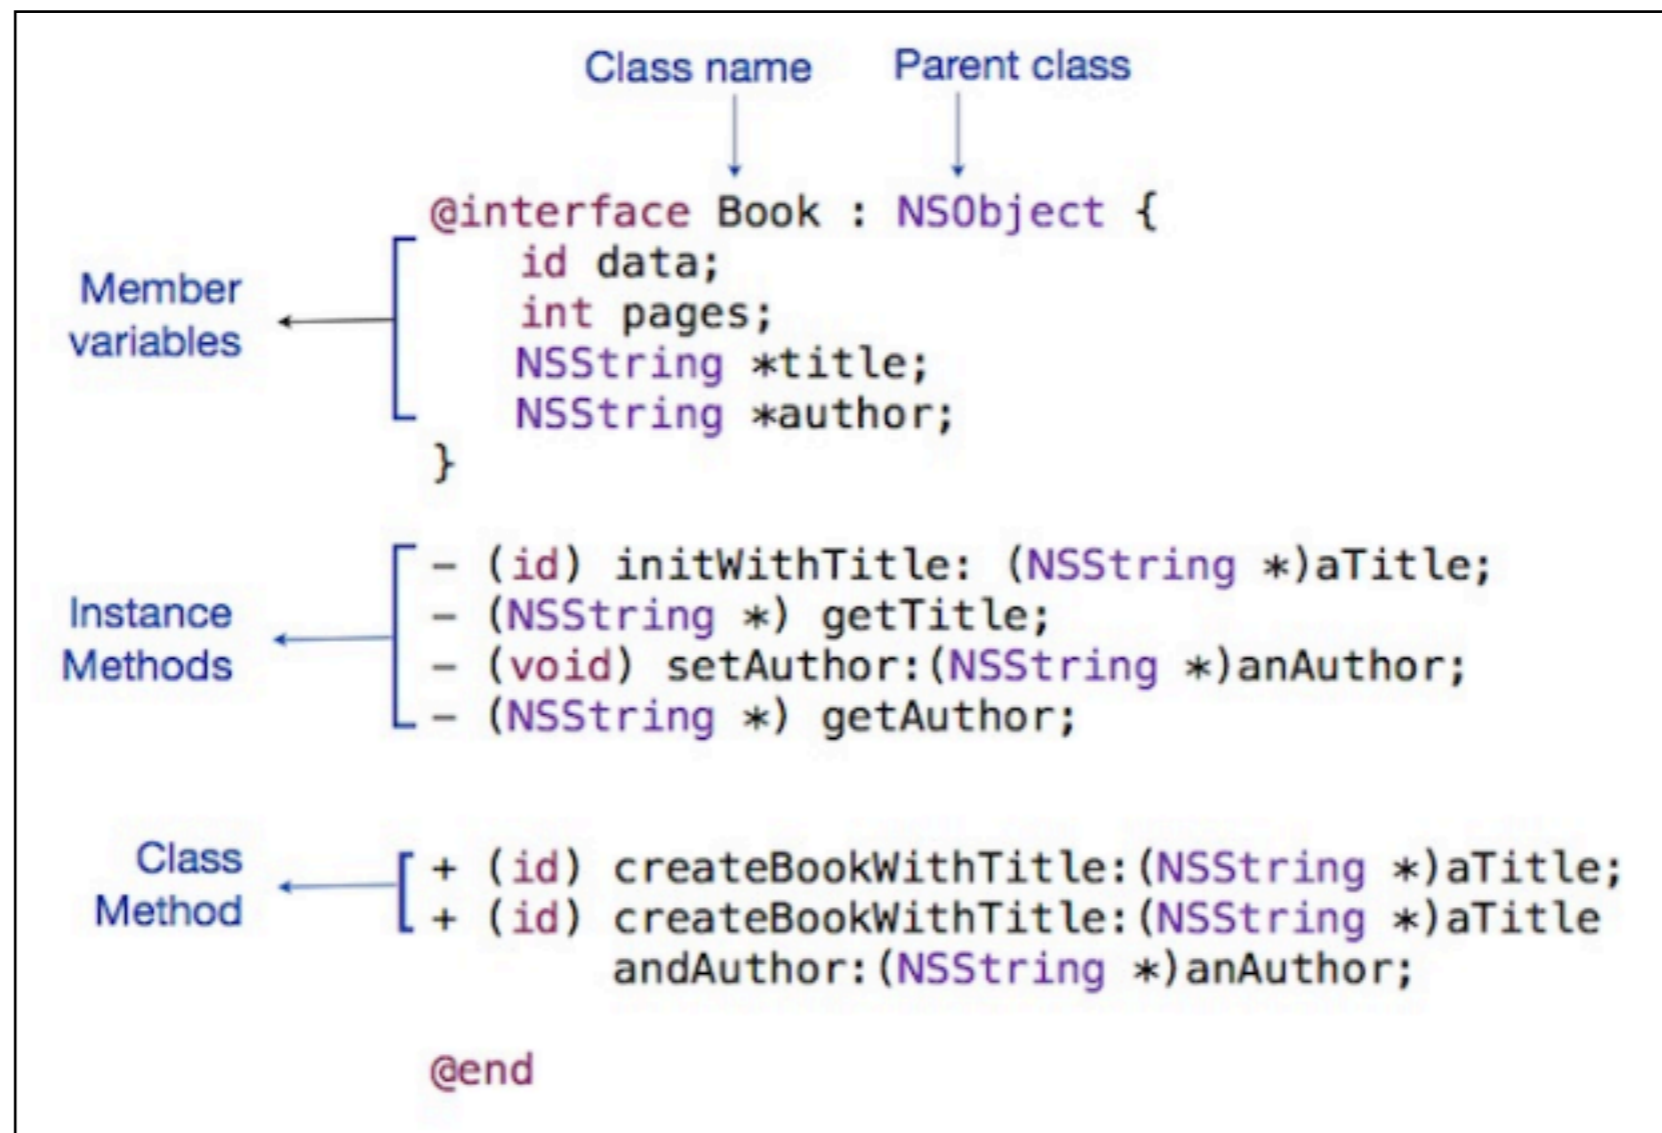 Class name
Parent class
@interface Book : NSObject {
Member
variables
id data;
int pages;
NSString *title;
NSString *author;
}
Instance
Methods
– (id) initWithTitle: (NSString *)aTitle;
– (NSString *) getTitle;
– (void) setAuthor:(NSString *)anAuthor;
– (NSString *) getAuthor;
Class
Method
+ (id) createBookWithTitle:(NSString *)aTitle;
+ (id) createBookWithTitle:(NSString *)aTitle
andAuthor:(NSString *)anAuthor;
@end